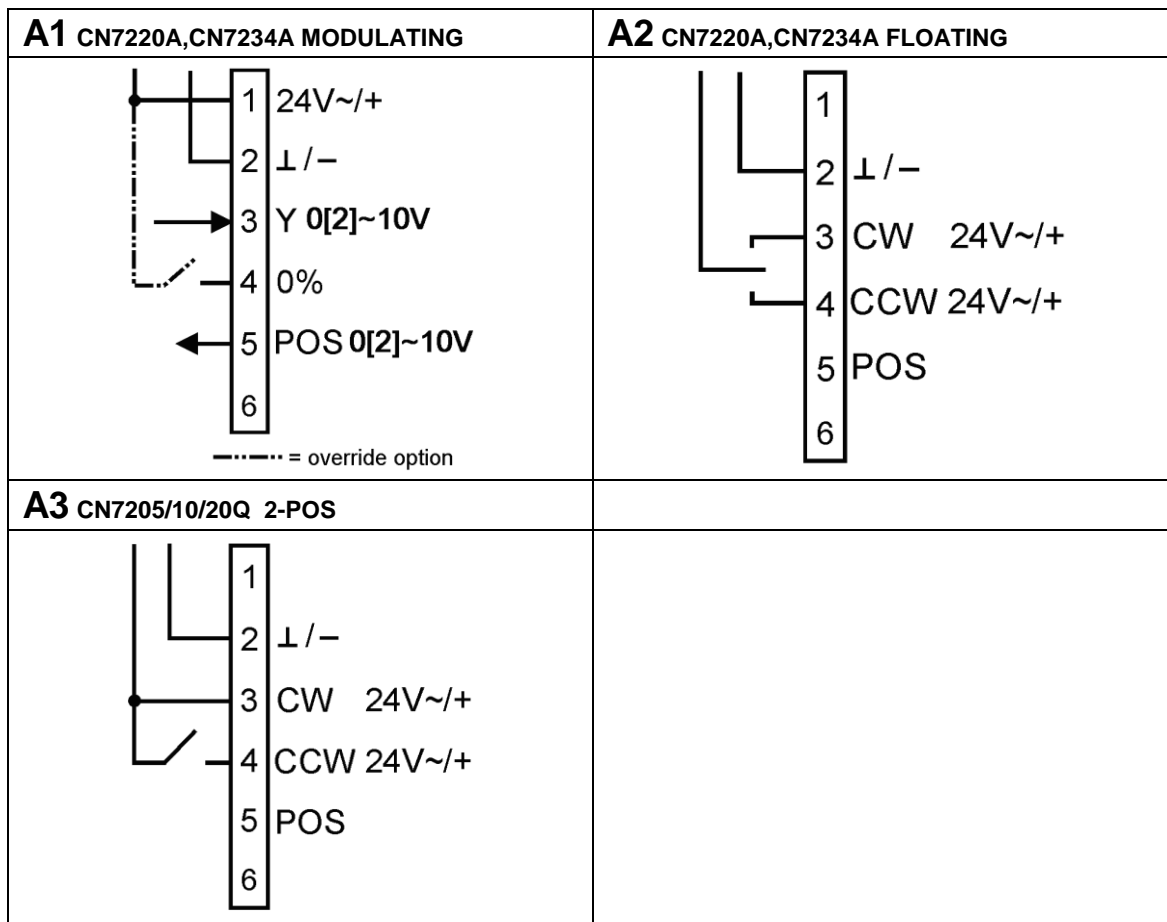 A1 CN7220A,CN7234A MODULATING
1 24V~/+
2 ⊥/–
3 Y 0[2]~10V
4 0%
5 POS 0[2]~10V
6
= override option
A2 CN7220A,CN7234A FLOATING
1
2 ⊥/–
3 CW 24V~/+
4 CCW 24V~/+
5 POS
6
A3 CN7205/10/20Q 2-POS
1
2 ⊥/–
3 CW 24V~/+
4 CCW 24V~/+
5 POS
6